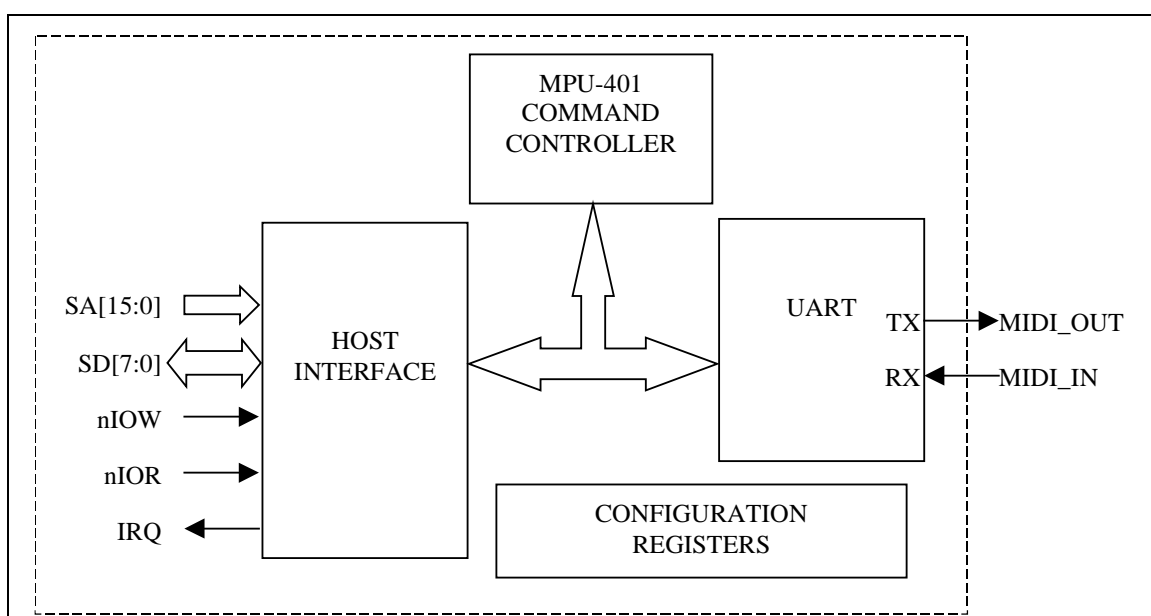 MPU-401
COMMAND
CONTROLLER
SA[15:0]
SD[7:0]
nIOW
nIOR
IRQ
HOST
INTERFACE
UART
TX
RX
MIDI_OUT
MIDI_IN
CONFIGURATION
REGISTERS